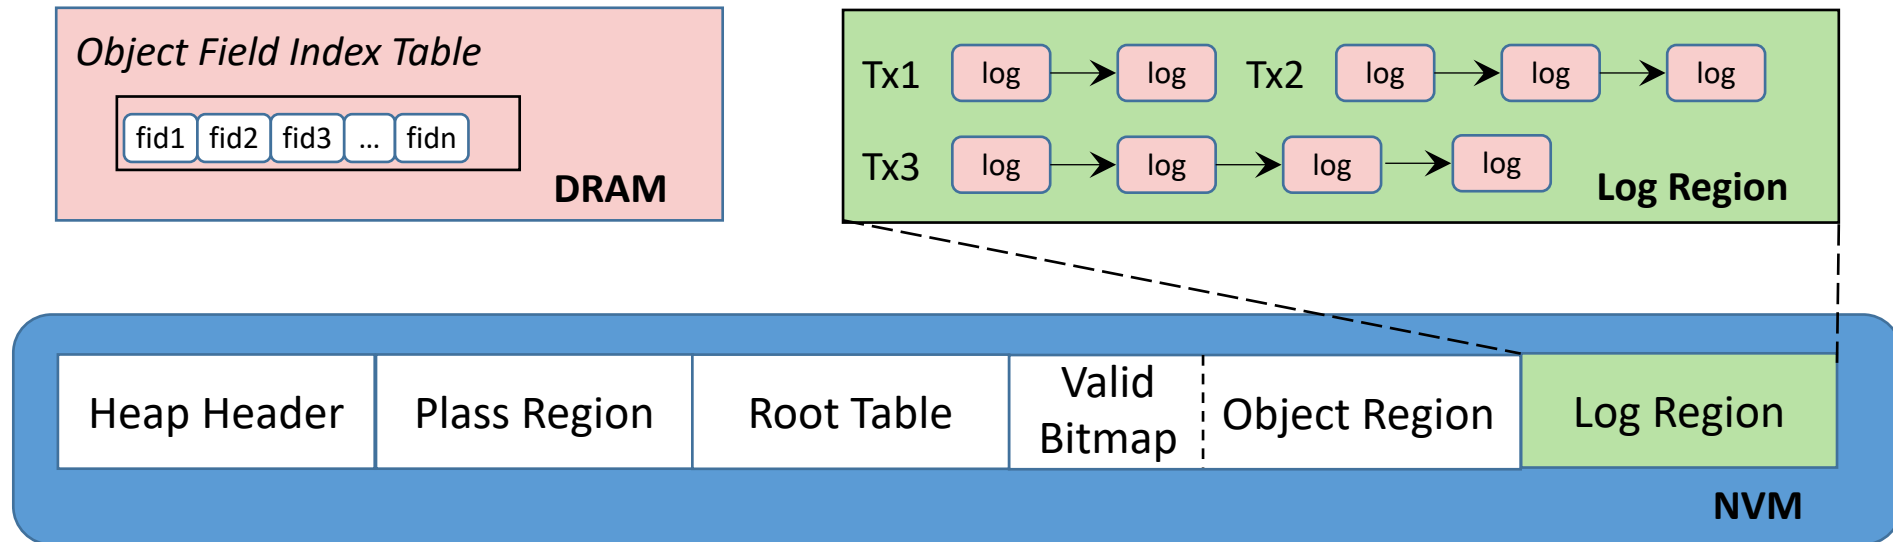 Object Field Index Table
fid1 fid2 fid3 ... fidn
DRAM
Tx1 log log Tx2 log log log
Tx3 log log log log
Log Region
Heap Header Plass Region Root Table Valid Bitmap Object Region Log Region
NVM